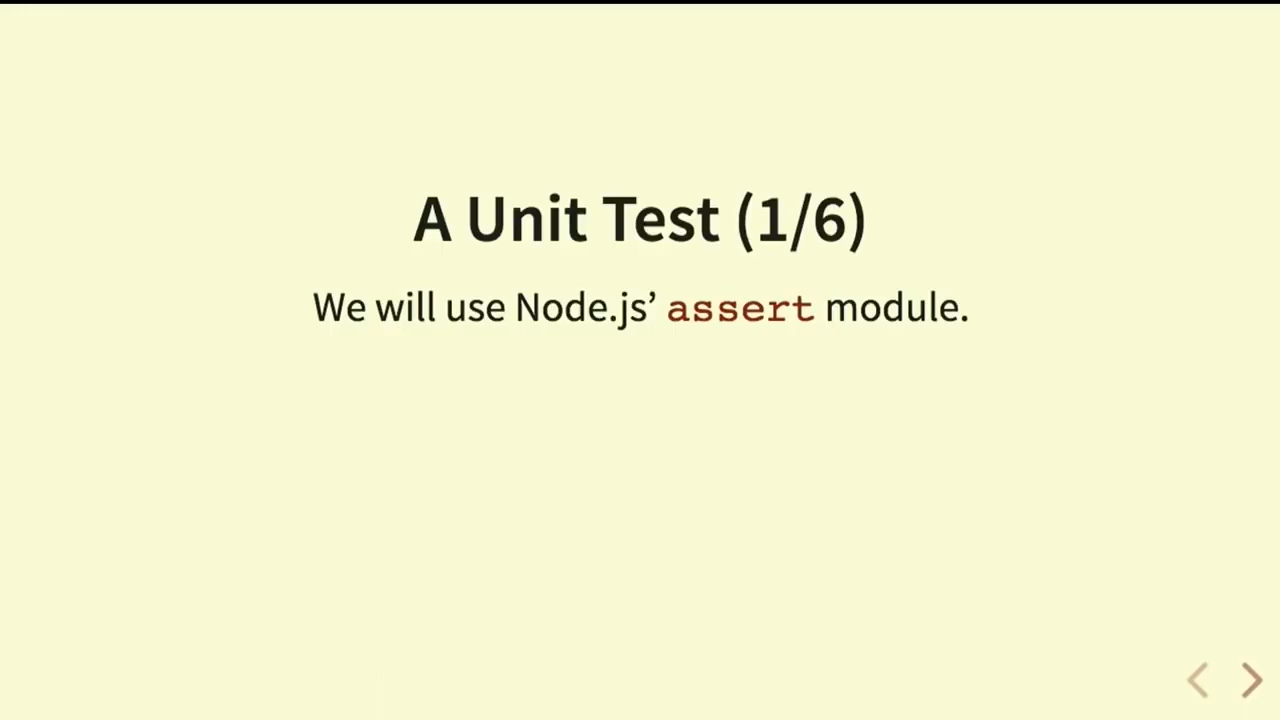 A Unit Test (1/6)
We will use Node.js’ assert module.